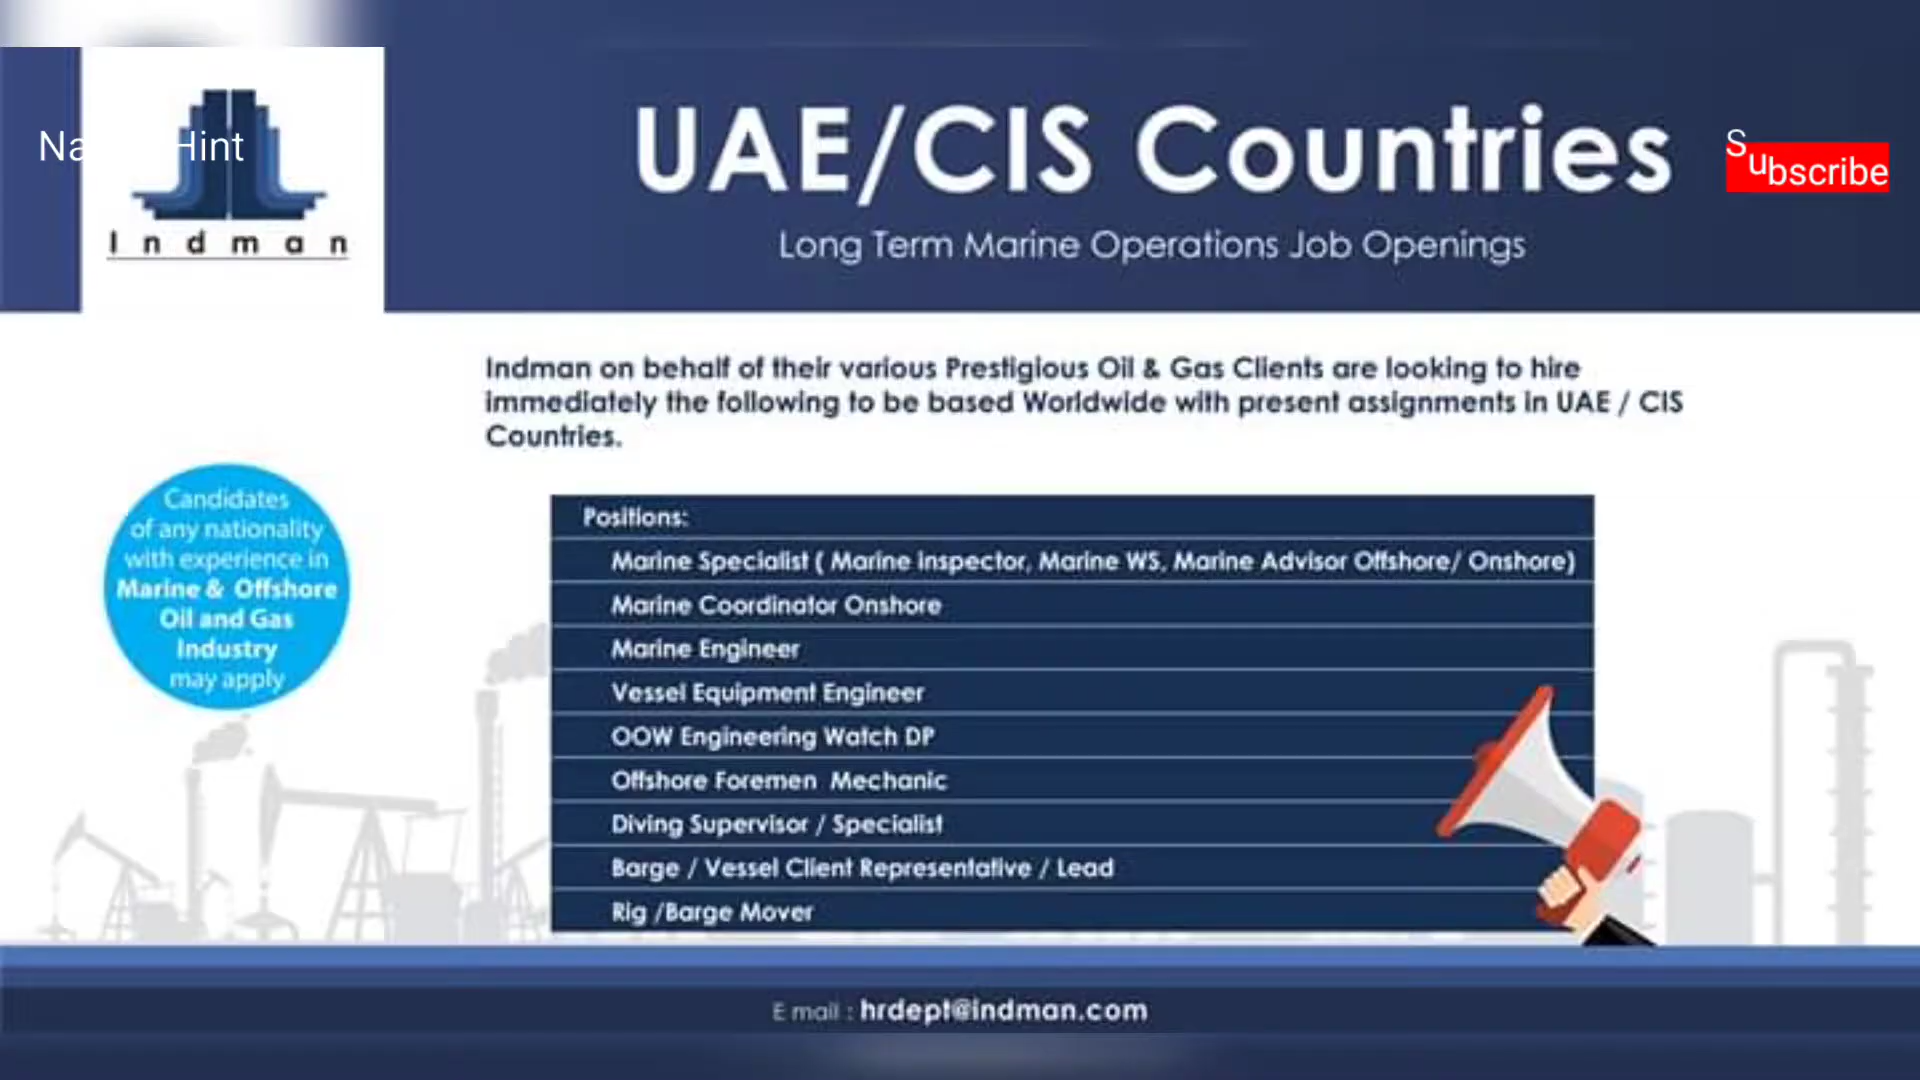 UAE/CIS Countries
Subscribe
Hint
Indman
Long Term Marine Operations Job Openings
Indman on behalf of their various Prestigious Oil & Gas Clients are looking to hire
immediately the following to be based Worldwide with present assignments in UAE / CIS
Countries.
Candidates
of any nationality
with experience in
Marine & Offshore
Oil and Gas
Industry
may apply
Positions:
Marine Specialist ( Marine inspector, Marine WS, Marine Advisor Offshore/ Onshore)
Marine Coordinator Onshore
Marine Engineer
Vessel Equipment Engineer
OOW Engineering Watch DP
Offshore Foremen Mechanic
Diving Supervisor / Specialist
Barge / Vessel Client Representative / Lead
Rig /Barge Mover
E mail : hrdept@indman.com